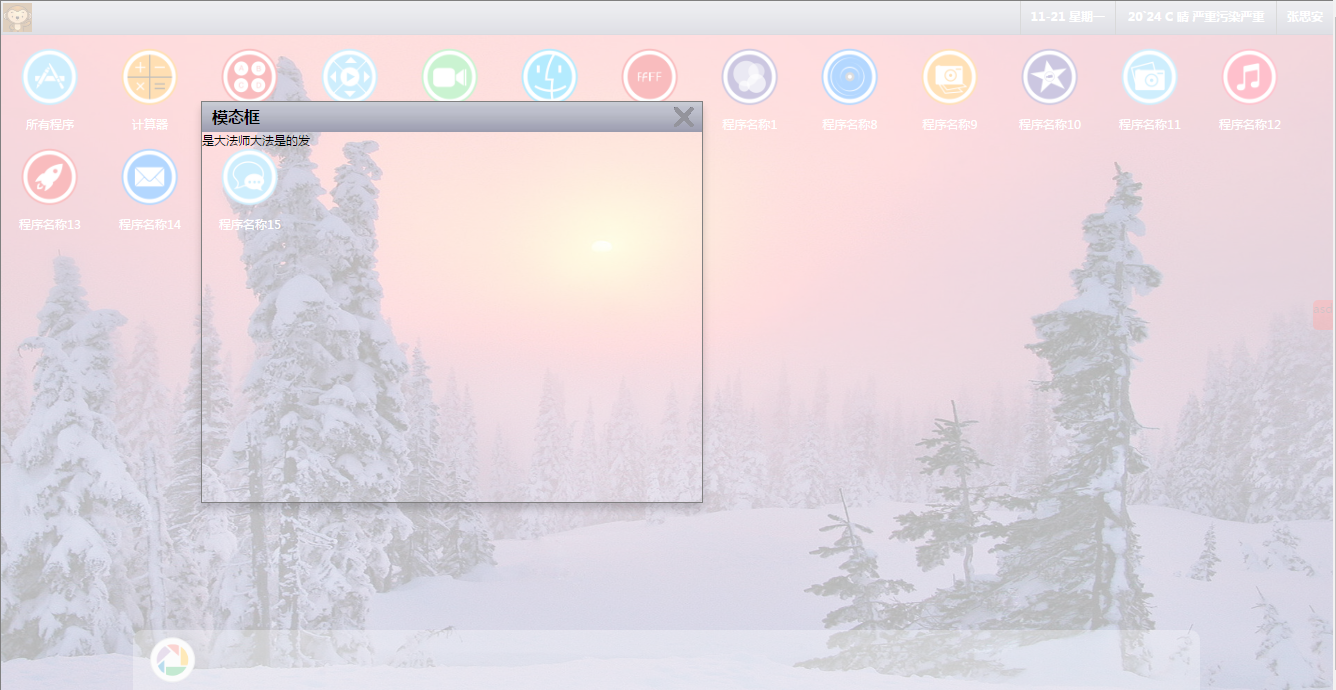 11-21 星期一
20˚24 C 晴 严重污染严重
张思安
FFFF
所有程序
计算器
程序名称1
程序名称8
程序名称9
程序名称10
程序名称11
程序名称12
模态框
是大法师大法是的发
程序名称13
程序名称14
程序名称15